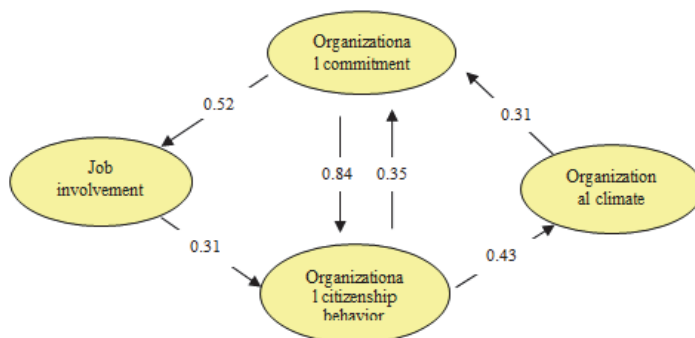 Organizationa
l commitment
0.52
0.31
Job
involvement
0.84
0.35
Organization
al climate
0.31
0.43
Organizationa
l citizenship
behavior